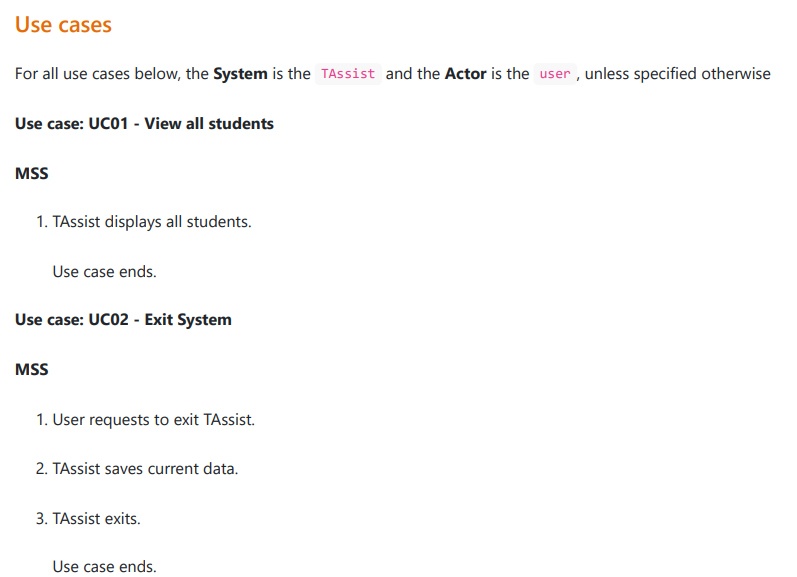 Use cases
For all use cases below, the System is the TAssist and the Actor is the user, unless specified otherwise
Use case: UC01 - View all students
MSS
1. TAssist displays all students.
Use case ends.
Use case: UC02 - Exit System
MSS
1. User requests to exit TAssist.
2. TAssist saves current data.
3. TAssist exits.
Use case ends.